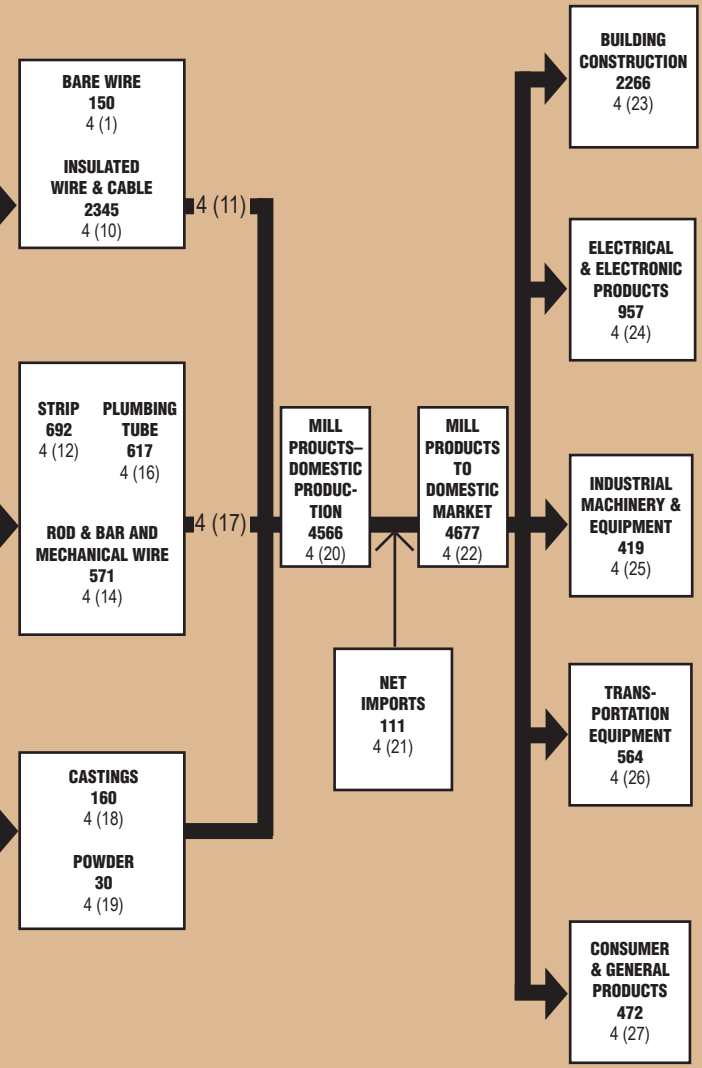 BARE WIRE
150
4 (1)
INSULATED
WIRE & CABLE
2345
4 (10)
4 (11)
STRIP
692
4 (12)
PLUMBING
TUBE
617
4 (16)
ROD & BAR AND
MECHANICAL WIRE
571
4 (14)
4 (17)
CASTINGS
160
4 (18)
POWDER
30
4 (19)
MILL
PROUCTS–
DOMESTIC
PRODUC-
TION
4566
4 (20)
NET
IMPORTS
111
4 (21)
MILL
PRODUCTS
TO
DOMESTIC
MARKET
4677
4 (22)
BUILDING
CONSTRUCTION
2266
4 (23)
ELECTRICAL
& ELECTRONIC
PRODUCTS
957
4 (24)
INDUSTRIAL
MACHINERY &
EQUIPMENT
419
4 (25)
TRANS-
PORTATION
EQUIPMENT
564
4 (26)
CONSUMER
& GENERAL
PRODUCTS
472
4 (27)